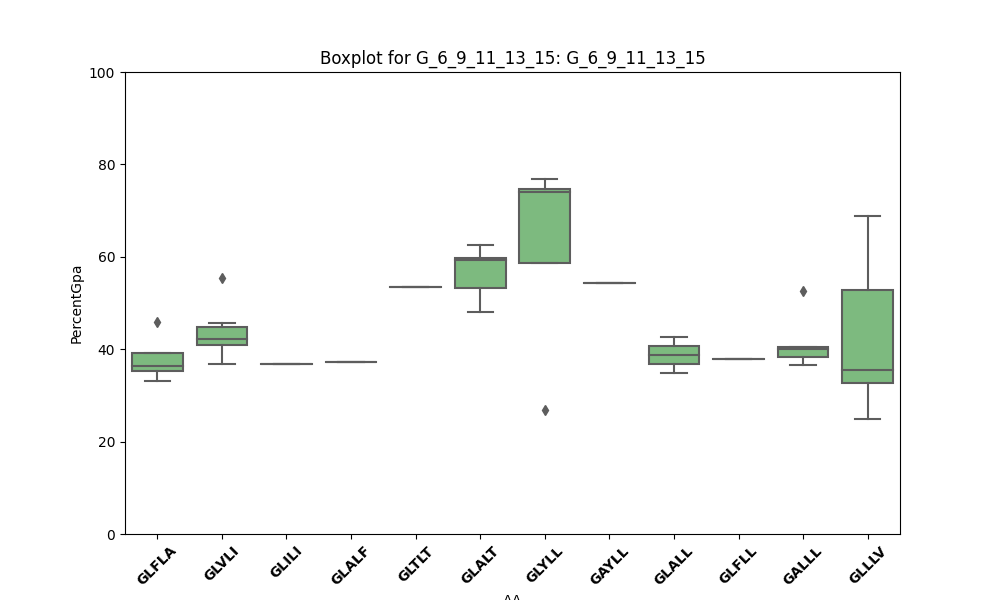 Boxplot for G_6_9_11_13_15: G_6_9_11_13_15
100
80
60
40
20
0
PercentGpa
GLFLA GLVLI GLILI GLALF GLTLT GLALT GLYLL GAYLL GLALL GLFLL GALLL GLLLV
AA